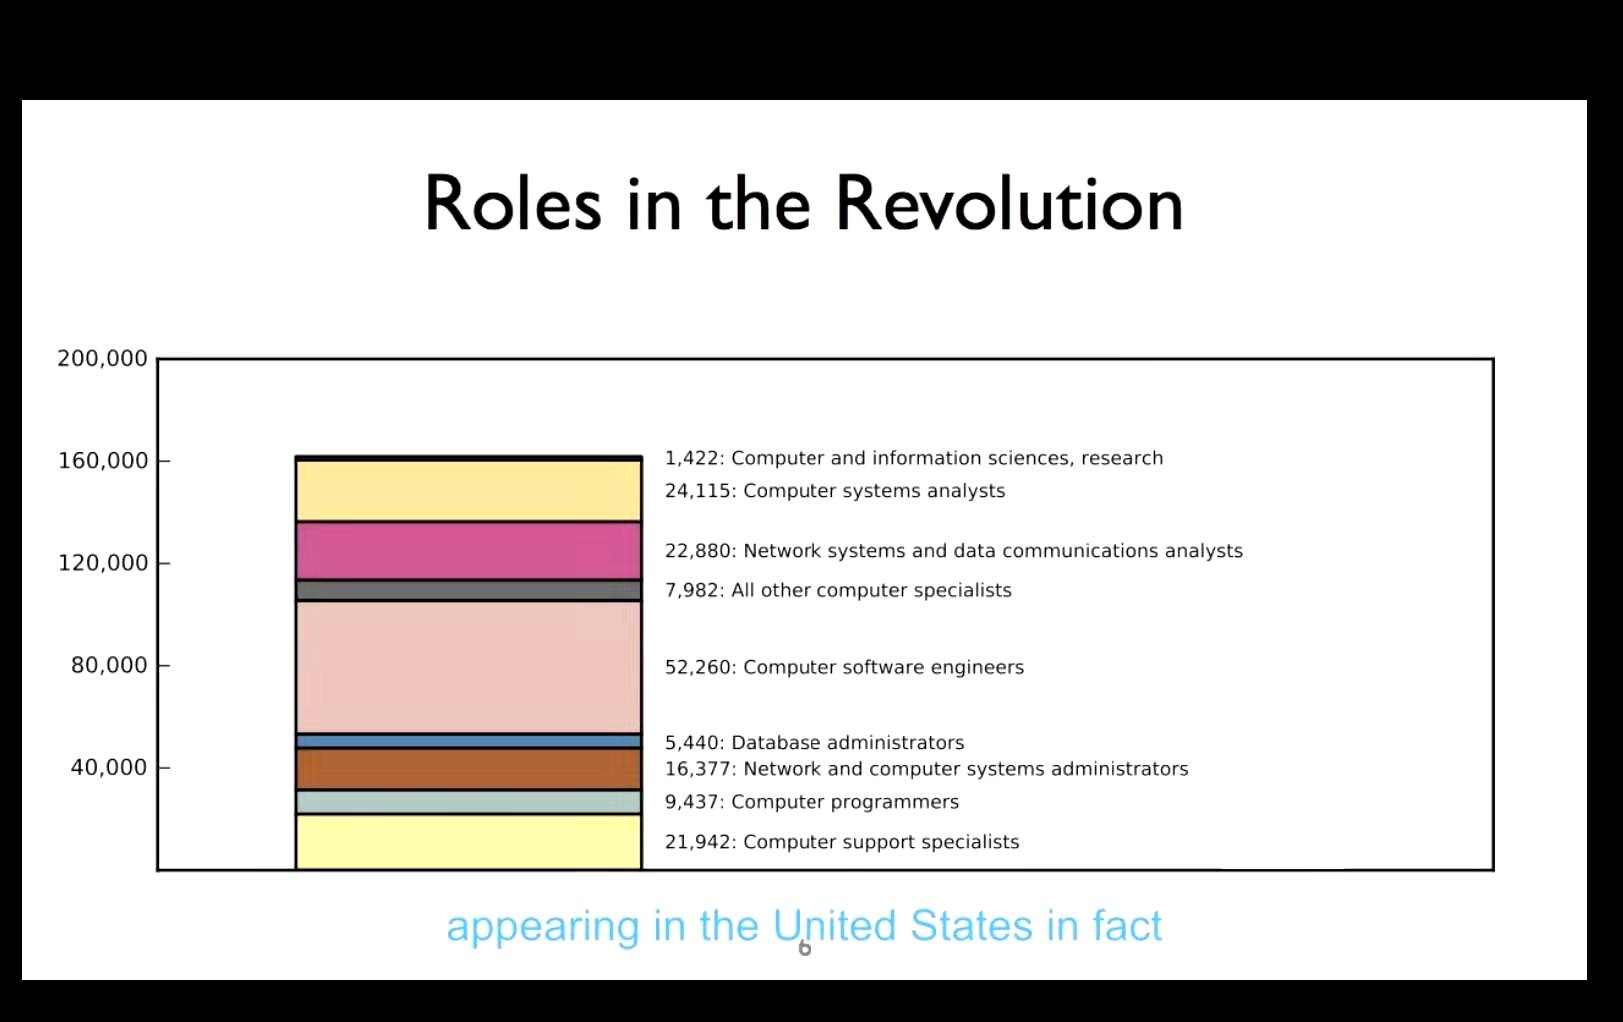 Roles in the Revolution
200,000
160,000
120,000
80,000
40,000
1,422: Computer and information sciences, research
24,115: Computer systems analysts
22,880: Network systems and data communications analysts
7,982: All other computer specialists
52,260: Computer software engineers
5,440: Database administrators
16,377: Network and computer systems administrators
9,437: Computer programmers
21,942: Computer support specialists
appearing in the United States in fact
6